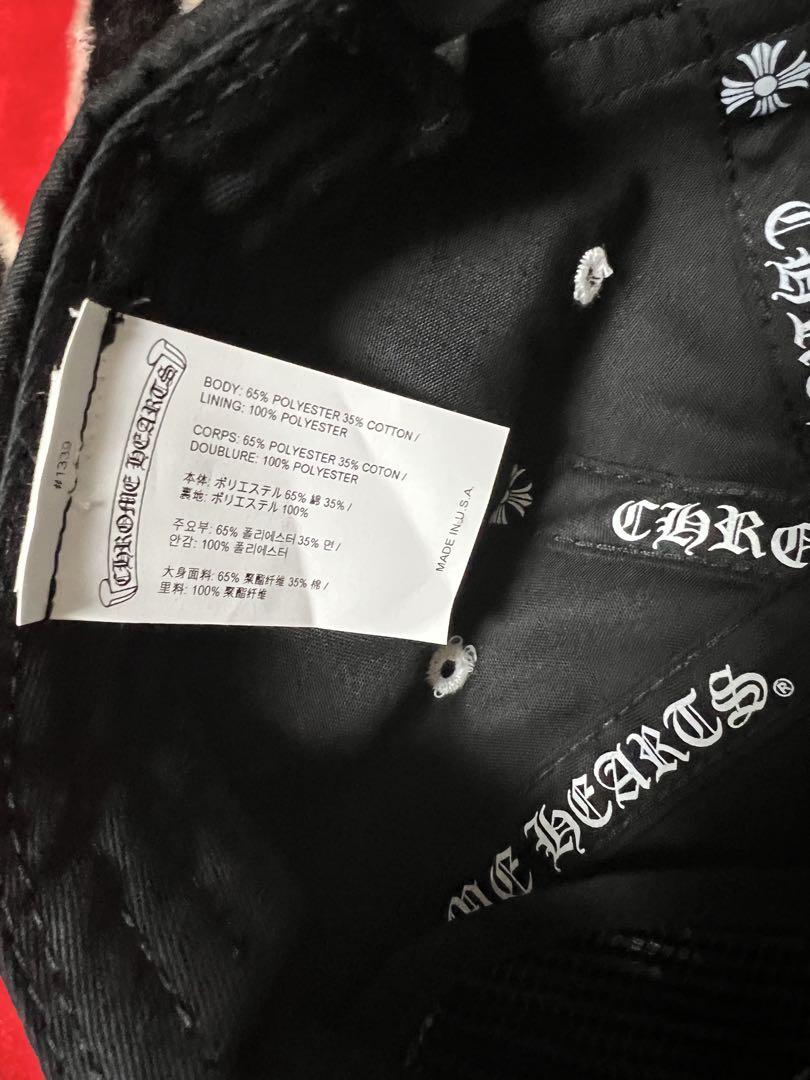 #1339
CHROME HEARTS
BODY: 65% POLYESTER 35% COTTON /
LINING: 100% POLYESTER
CORPS: 65% POLYESTER 35% COTON /
DOUBLURE: 100% POLYESTER
本体: ポリエステル 65% 綿 35% /
裏地: ポリエステル 100%
주요부: 65% 폴리에스터 35% 면 /
안감: 100% 폴리에스터
大身面料: 65% 聚酯纤维 35% 棉 /
里料: 100% 聚酯纤维
MADE IN U.S.A.
CHRO
ME HEARTS®